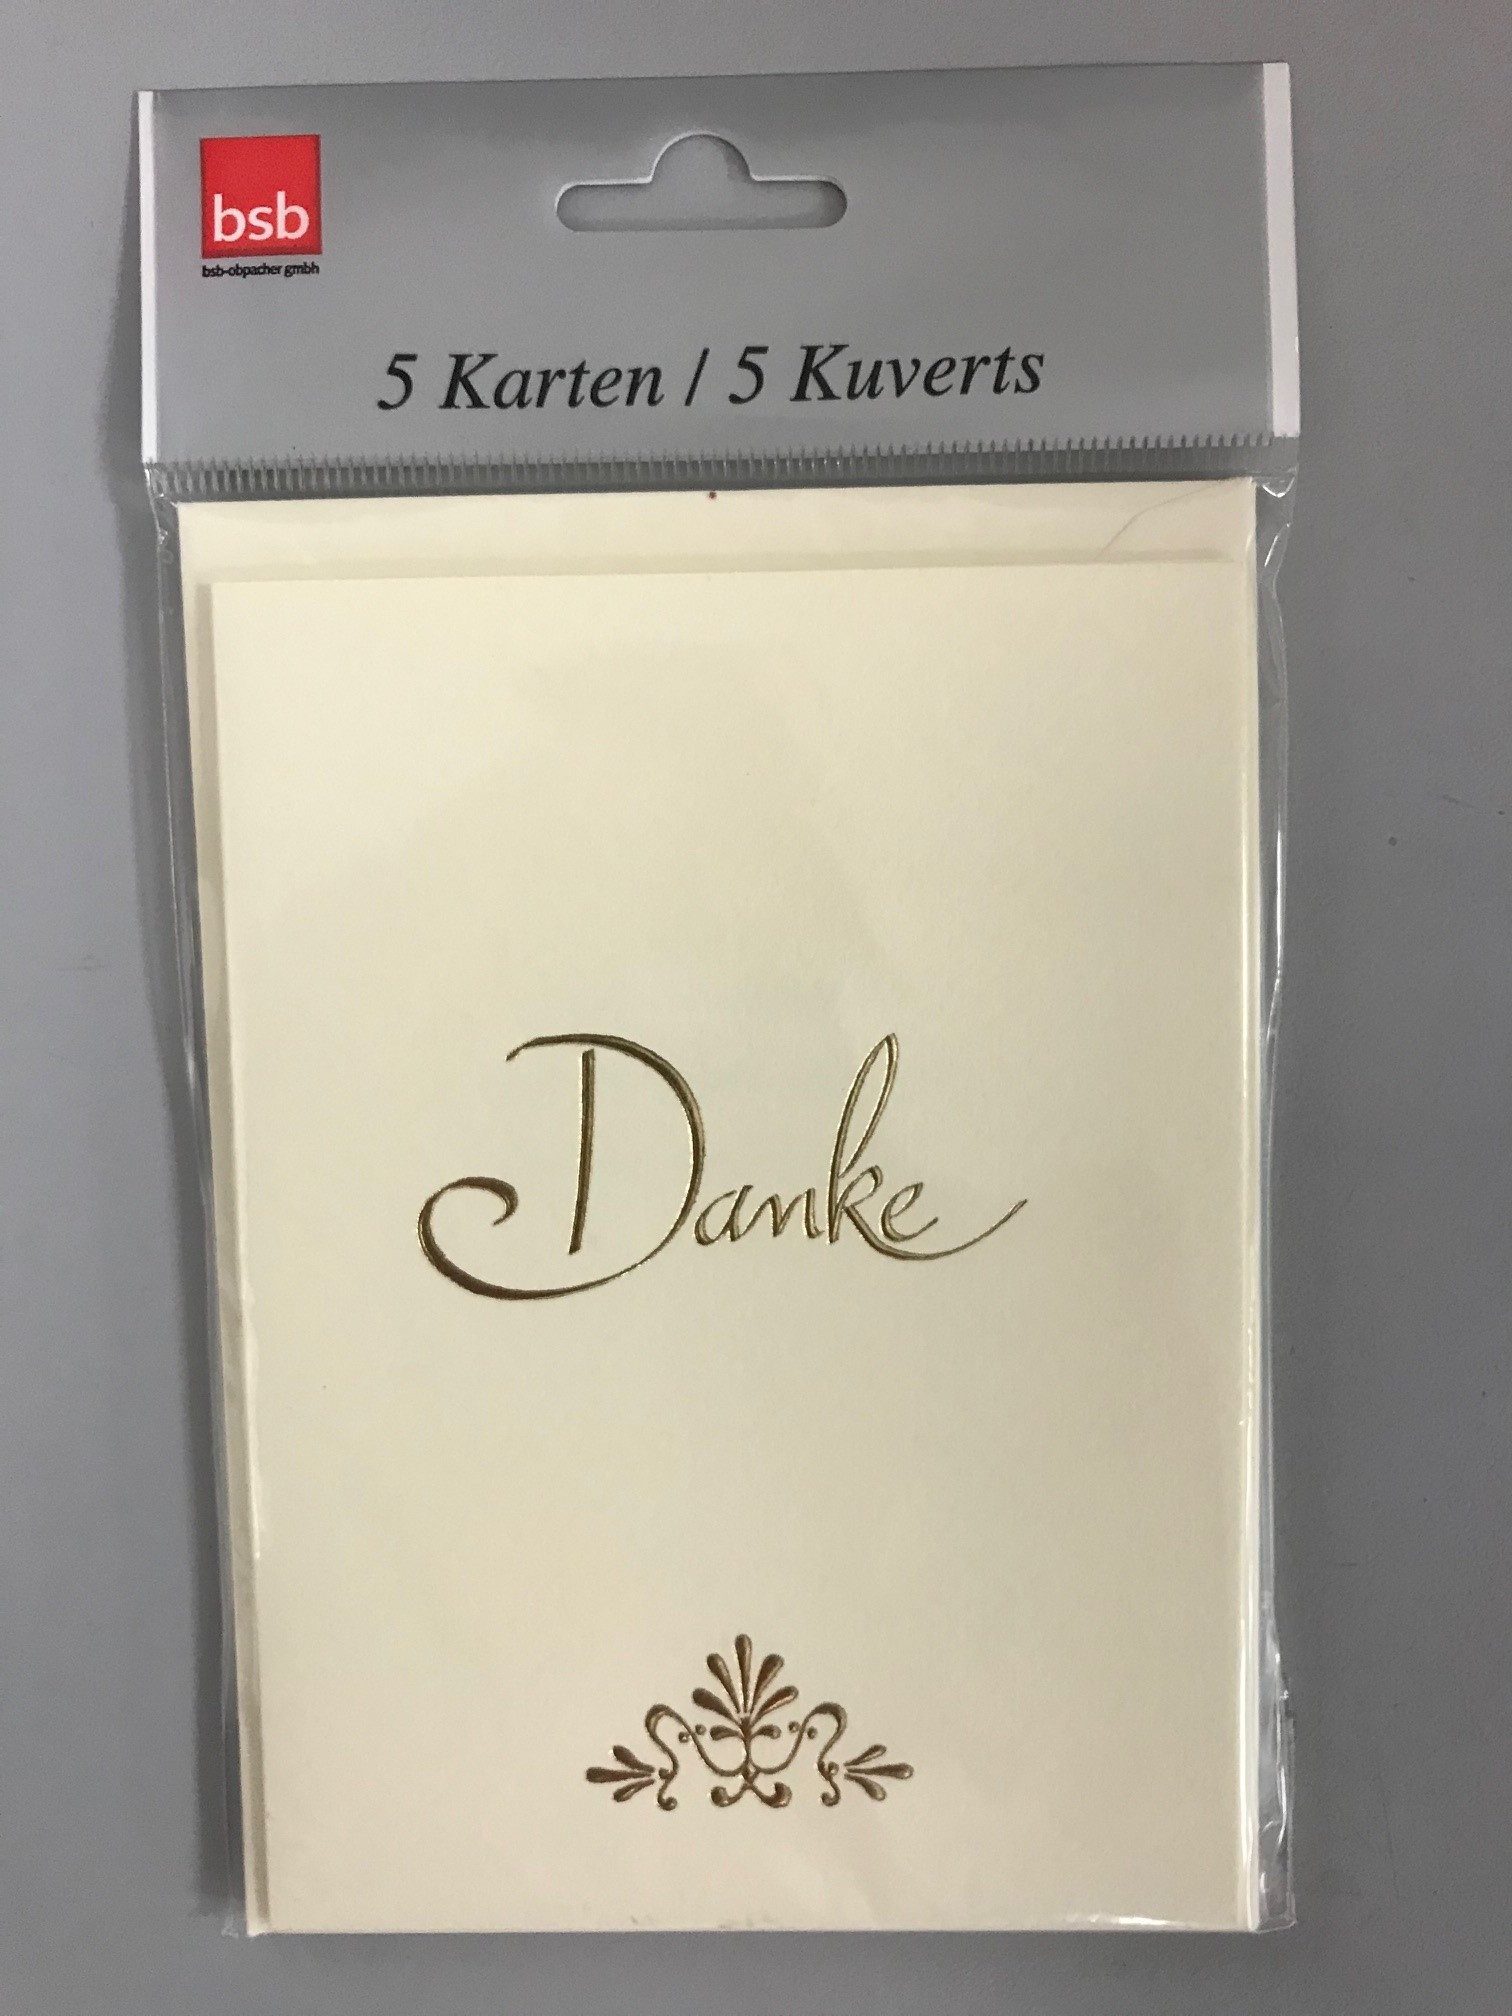 bsb
bsb-obpacher gmbh
5 Karten / 5 Kuverts
Danke